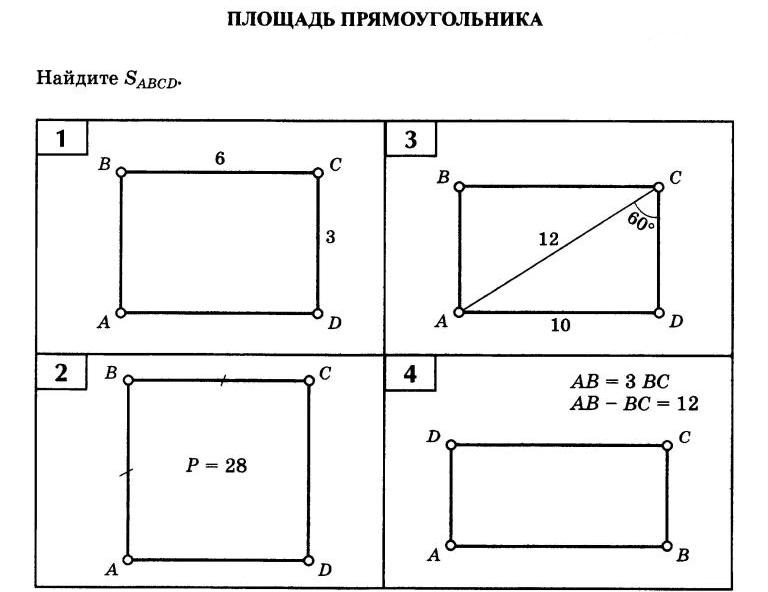 ПЛОЩАДЬ ПРЯМОУГОЛЬНИКА
Найдите S_ABCD.
1
B 6 C
3
A D
3
B C
60°
12
A 10 D
2
B C
P = 28
A D
4
AB = 3 BC
AB − BC = 12
D C
A B